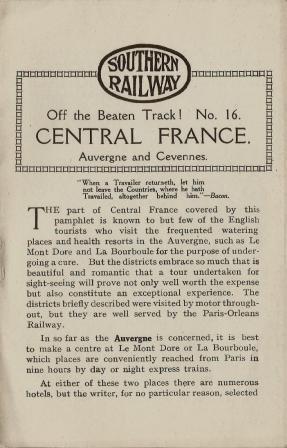 SOUTHERN
RAILWAY
Off the Beaten Track! No. 16.
CENTRAL FRANCE.
Auvergne and Cevennes.
"When a Travailer returneth, let him
not leave the Countries, where he hath
Travailed, altogether behind him."—Bacon.
THE part of Central France covered by this
pamphlet is known to but few of the English
tourists who visit the frequented watering
places and health resorts in the Auvergne, such as Le
Mont Dore and La Bourboule for the purpose of under-
going a cure. But the districts embrace so much that is
beautiful and romantic that a tour undertaken for
sight-seeing will prove not only well worth the expense
but also constitute an exceptional experience. The
districts briefly described were visited by motor through-
out, but they are well served by the Paris-Orleans
Railway.
In so far as the Auvergne is concerned, it is best
to make a centre at Le Mont Dore or La Bourboule,
which places are conveniently reached from Paris in
nine hours by day or night express trains.
At either of these two places there are numerous
hotels, but the writer, for no particular reason, selected